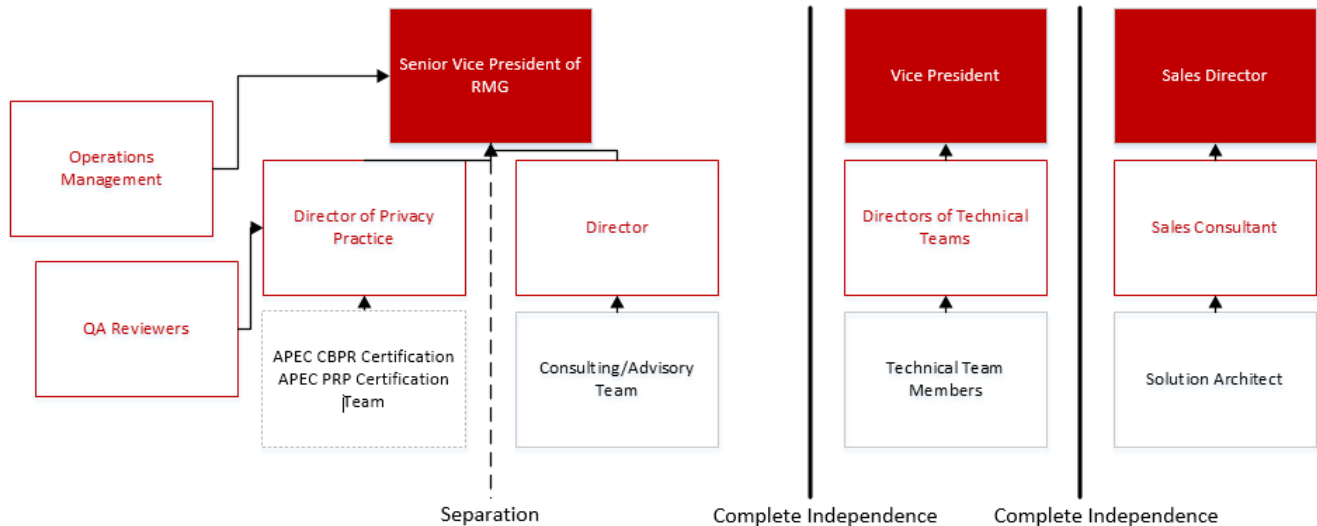 Senior Vice President of
RMG
Vice President
Sales Director
Operations
Management
Director of Privacy
Practice
Director
Directors of Technical
Teams
Sales Consultant
QA Reviewers
APEC CBPR Certification
APEC PRP Certification
Team
Consulting/Advisory
Team
Technical Team
Members
Solution Architect
Separation
Complete Independence
Complete Independence